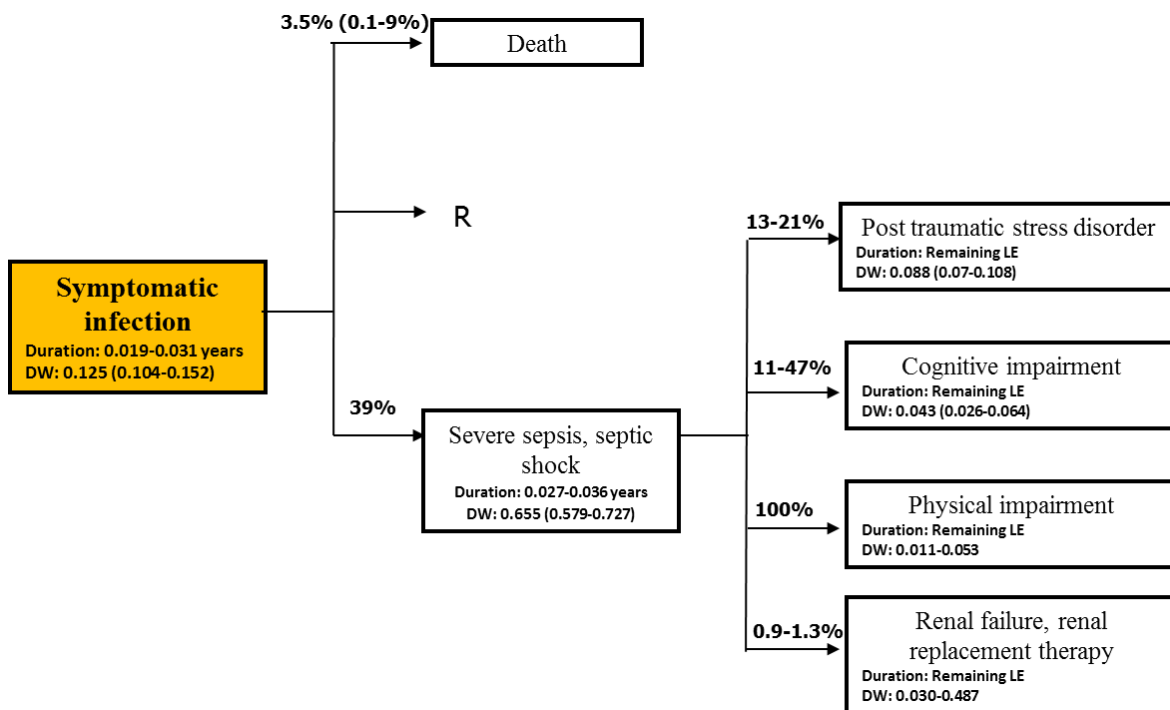 3.5% (0.1-9%)
Death
R
Symptomatic
infection
Duration: 0.019-0.031 years
DW: 0.125 (0.104-0.152)
39%
Severe sepsis, septic
shock
Duration: 0.027-0.036 years
DW: 0.655 (0.579-0.727)
13-21%
Post traumatic stress disorder
Duration: Remaining LE
DW: 0.088 (0.07-0.108)
11-47%
Cognitive impairment
Duration: Remaining LE
DW: 0.043 (0.026-0.064)
100%
Physical impairment
Duration: Remaining LE
DW: 0.011-0.053
0.9-1.3%
Renal failure, renal
replacement therapy
Duration: Remaining LE
DW: 0.030-0.487